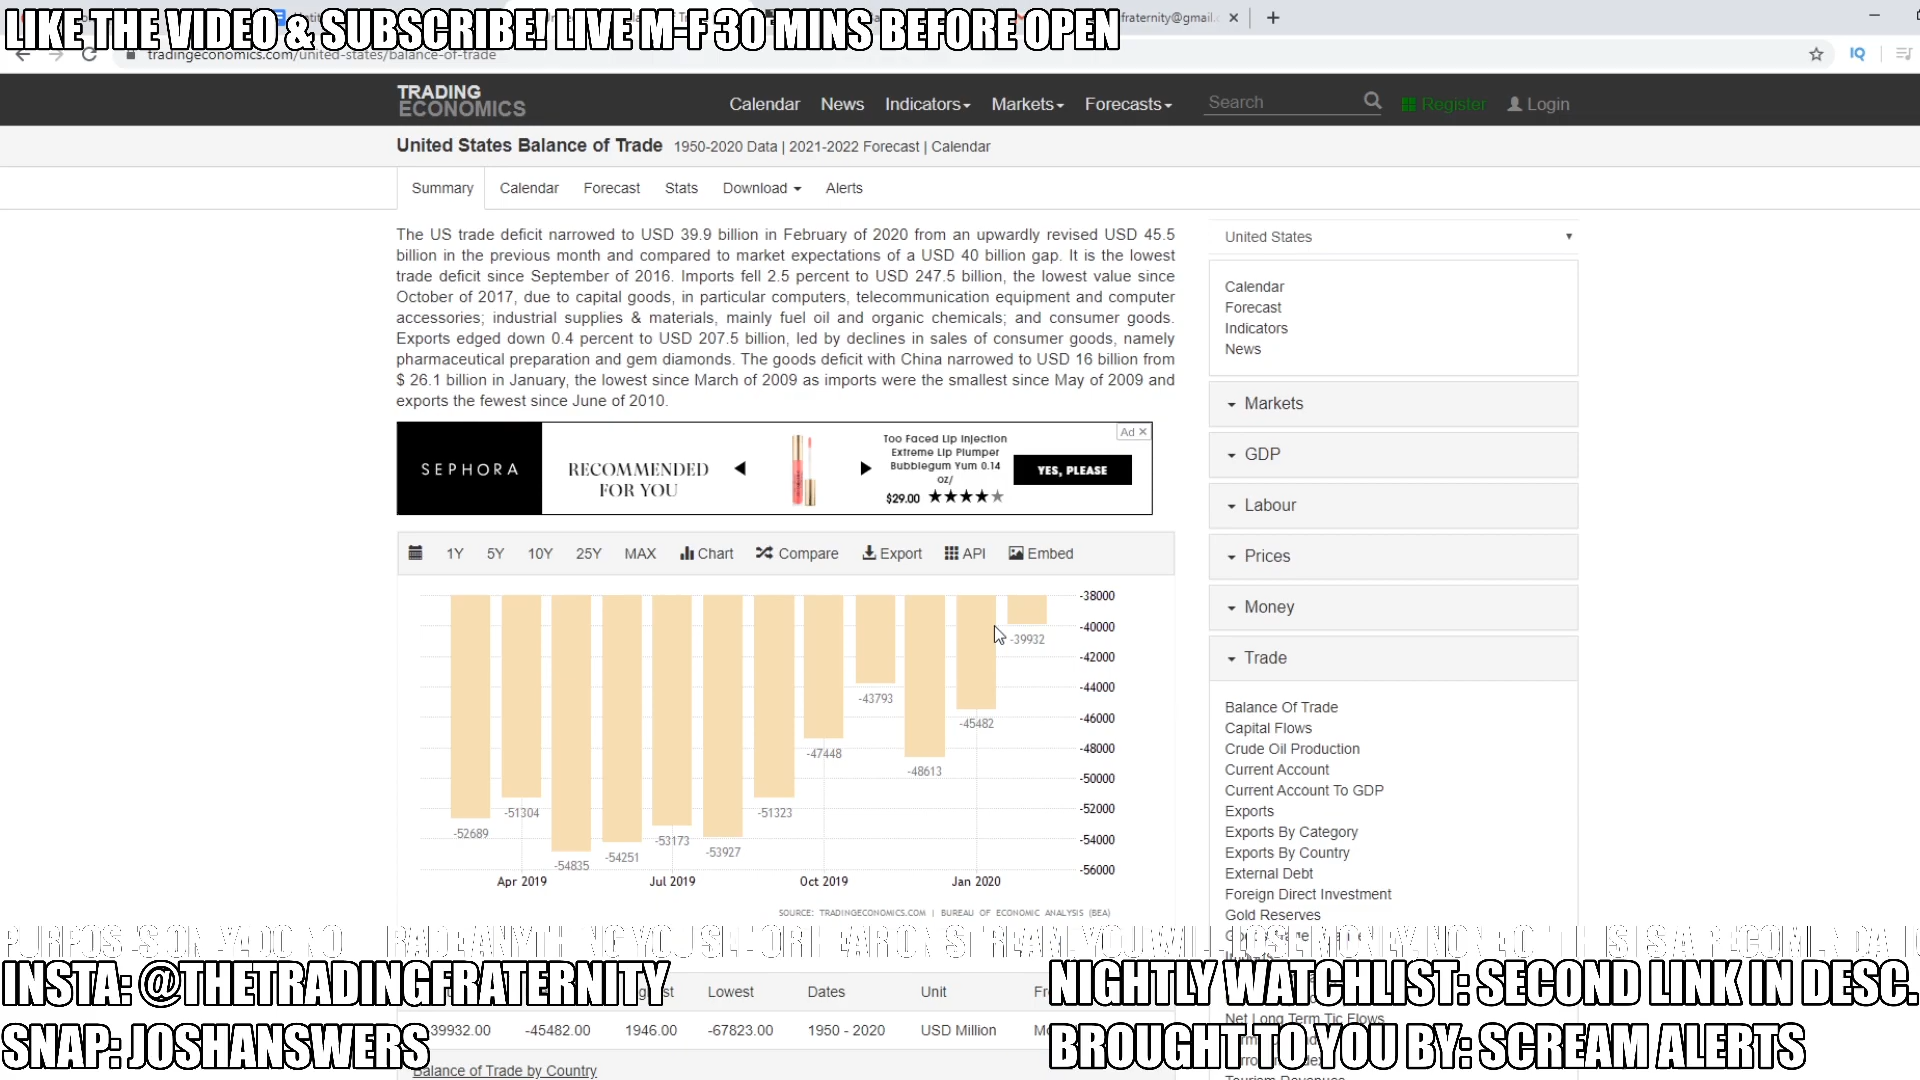 LIKE THE VIDEO & SUBSCRIBE! LIVE M-F 30 MINS BEFORE OPEN
fraternity@gmail.
tradingeconomics.com/united-states/balance-of-trade
IQ
TRADING
ECONOMICS
Calendar News Indicators Markets Forecasts Search Register Login
United States Balance of Trade 1950-2020 Data | 2021-2022 Forecast | Calendar
Summary Calendar Forecast Stats Download Alerts
The US trade deficit narrowed to USD 39.9 billion in February of 2020 from an upwardly revised USD 45.5
billion in the previous month and compared to market expectations of a USD 40 billion gap. It is the lowest
trade deficit since September of 2016. Imports fell 2.5 percent to USD 247.5 billion, the lowest value since
October of 2017, due to capital goods, in particular computers, telecommunication equipment and computer
accessories; industrial supplies & materials, mainly fuel oil and organic chemicals; and consumer goods.
Exports edged down 0.4 percent to USD 207.5 billion, led by declines in sales of consumer goods, namely
pharmaceutical preparation and gem diamonds. The goods deficit with China narrowed to USD 16 billion from
$ 26.1 billion in January, the lowest since March of 2009 as imports were the smallest since May of 2009 and
exports the fewest since June of 2010.
SEPHORA
RECOMMENDED
FOR YOU
Too Faced Lip Injection
Extreme Lip Plumper
Bubblegum Yum 0.14
oz/
$29.00
YES, PLEASE
Ad
1Y 5Y 10Y 25Y MAX Chart Compare Export API Embed
-38000
-40000
-42000
-44000
-46000
-48000
-50000
-52000
-54000
-56000
-52689
-51304
-54835
-54251
-53173
-53927
-51323
-47448
-43793
-48613
-45482
-39932
Apr 2019 Jul 2019 Oct 2019 Jan 2020
SOURCE: TRADINGECONOMICS.COM | BUREAU OF ECONOMIC ANALYSIS (BEA)
United States
Calendar
Forecast
Indicators
News
Markets
GDP
Labour
Prices
Money
Trade
Balance Of Trade
Capital Flows
Crude Oil Production
Current Account
Current Account To GDP
Exports
Exports By Category
Exports By Country
External Debt
Foreign Direct Investment
Gold Reserves
Lowest Dates Unit
-39932.00 -45482.00 1946.00 -67823.00 1950 - 2020 USD Million
Balance of Trade by Country
Net Long Term Tic Flows
INSTA: @THETRADINGFRATERNITY
SNAP: JOSHANSWERS
NIGHTLY WATCHLIST: SECOND LINK IN DESC.
BROUGHT TO YOU BY: SCREAM ALERTS